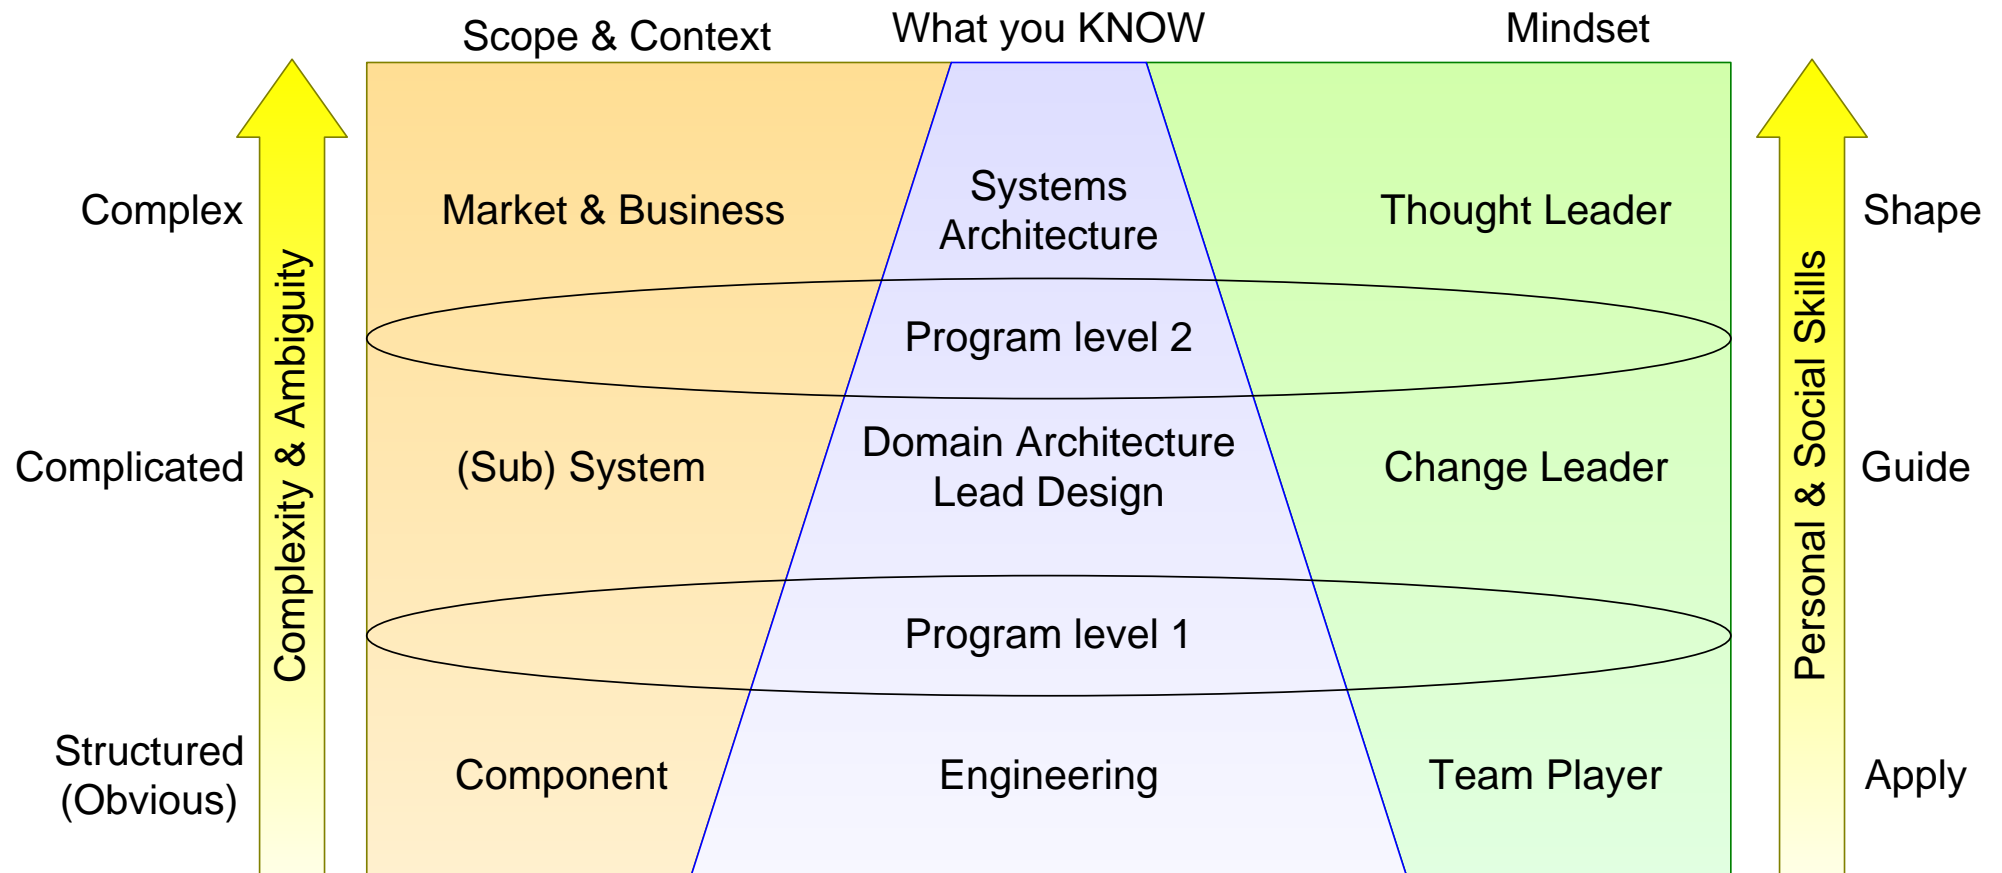 Scope & Context
What you KNOW
Mindset
Complex
Market & Business
Systems
Architecture
Thought Leader
Shape
Program level 2
Complexity & Ambiguity
Personal & Social Skills
Complicated
(Sub) System
Domain Architecture
Lead Design
Change Leader
Guide
Program level 1
Structured
(Obvious)
Component
Engineering
Team Player
Apply